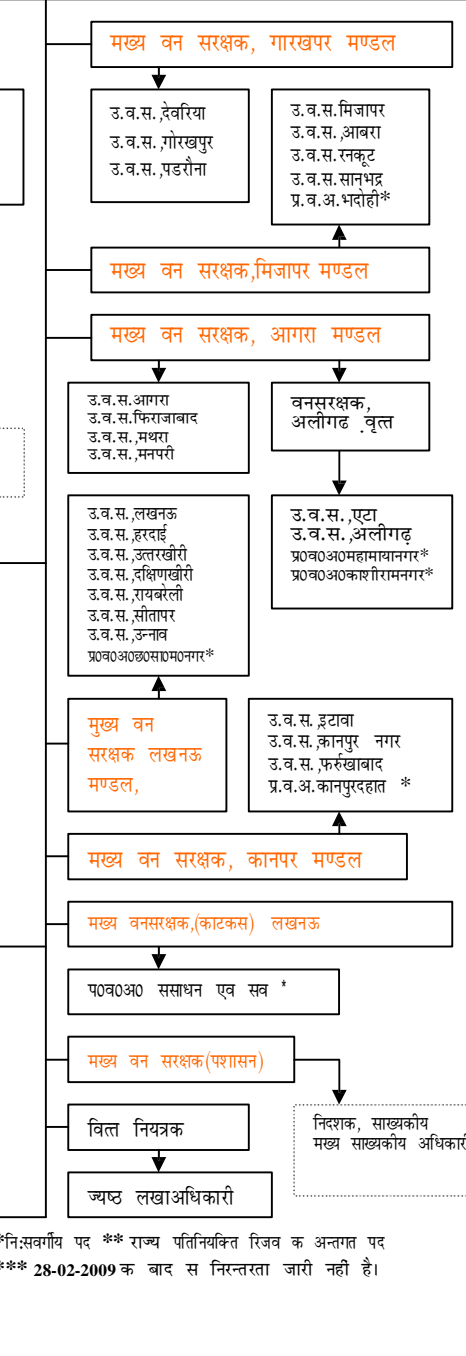 मख्य वन सरक्षक, गारखपर मण्डल
उ.व.स.,देवरिया
उ.व.स.,गोरखपुर
उ.व.स.,पडरौना
उ.व.स.मिजापर
उ.व.स.,आबरा
उ.व.स.रनकूट
उ.व.स.सानभद्र
प्र.व.अ.भदोही*
मख्य वन सरक्षक,मिजापर मण्डल
मख्य वन सरक्षक, आगरा मण्डल
उ.व.स.आगरा
उ.व.स.फिराजाबाद
उ.व.स.,मथरा
उ.व.स.,मनपरी
वनसरक्षक,
अलीगढ .वृत्त
उ.व.स.,लखनऊ
उ.व.स.,हरदाई
उ.व.स.,उत्तरखीरी
उ.व.स.,दक्षिणखीरी
उ.व.स.,रायबरेली
उ.व.स.,सीतापर
उ.व.स.,उन्नाव
प्र0व0अ0छ0सा0म0नगर*
उ.व.स.,एटा
उ.व.स.,अलीगढ़
प्र0व0अ0महामायानगर*
प्र0व0अ0काशीरामनगर*
मुख्य वन
सरक्षक लखनऊ
मण्डल,
उ.व.स.,इटावा
उ.व.स.,कानपुर नगर
उ.व.स.,फर्रुखाबाद
प्र.व.अ.कानपुरदहात *
मख्य वन सरक्षक, कानपर मण्डल
मख्य वनसरक्षक,(काटकस) लखनऊ
प0व0अ0 ससाधन एव सव *
मख्य वन सरक्षक(पशासन)
वित्त नियत्रक
निदशक, साख्यकीय
मख्य साख्यकीय अधिकारी
ज्यष्ठ लखाअधिकारी
*नि:सवर्गीय पद ** राज्य पतिनियक्ति रिजव क अन्तगत पद
*** 28-02-2009 क बाद स निरन्तरता जारी नहीं है।